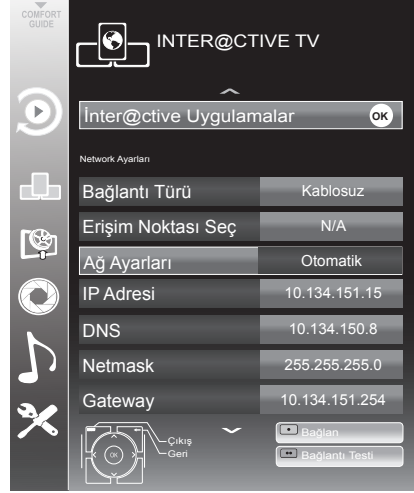 COMFORT
GUIDE
INTER@CTIVE TV
İnter@ctive Uygulamalar OK
Network Ayarları
Bağlantı Türü Kablosuz
Erişim Noktası Seç N/A
Ağ Ayarları Otomatik
IP Adresi 10.134.151.15
DNS 10.134.150.8
Netmask 255.255.255.0
Gateway 10.134.151.254
Çıkış
Geri
OK
Bağlan
Bağlantı Testi